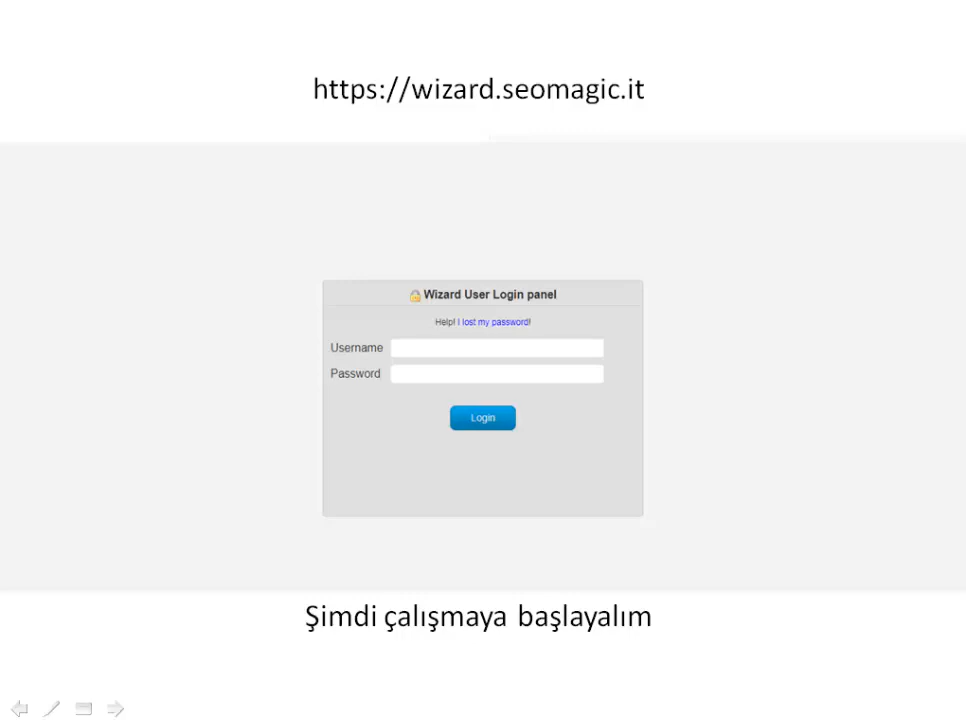 https://wizard.seomagic.it
Wizard User Login panel
Help! I lost my password!
Username
Password
Login
Şimdi çalışmaya başlayalım